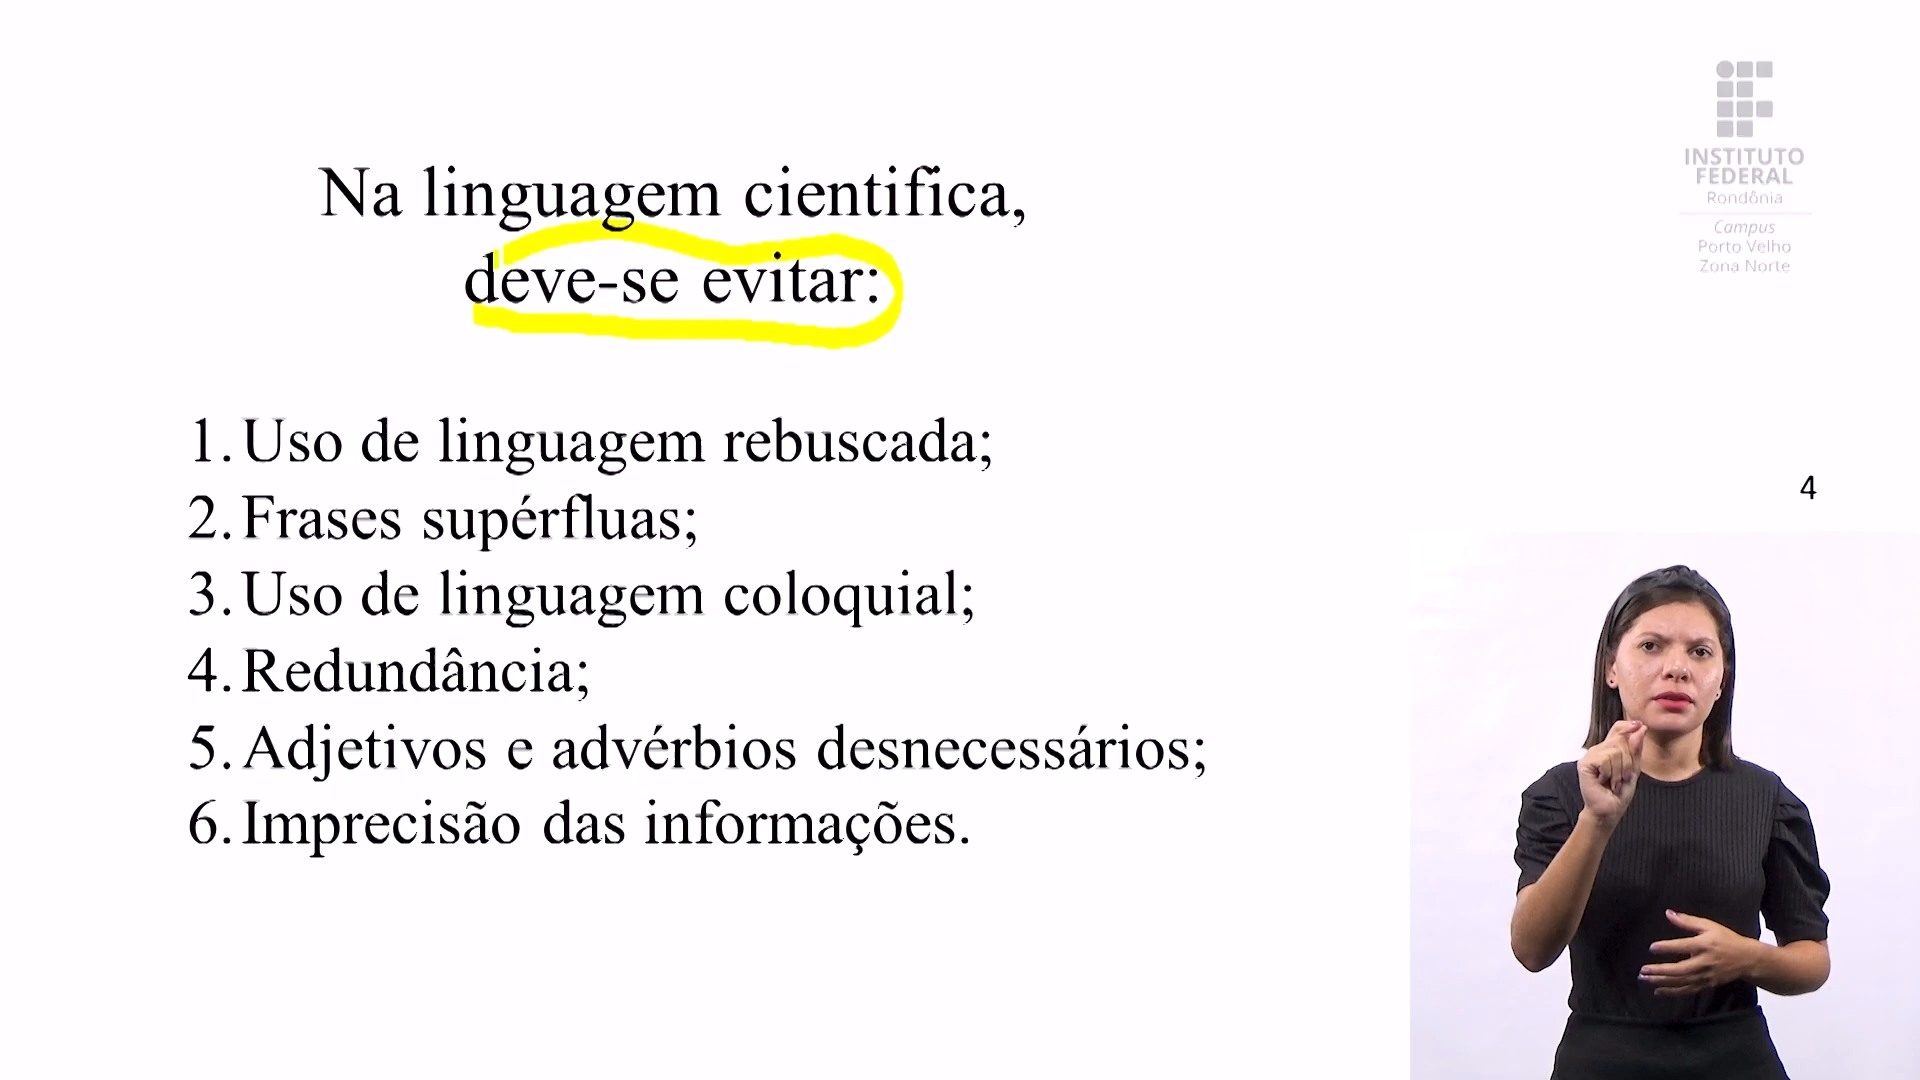 Na linguagem cientifica,
deve-se evitar:
1. Uso de linguagem rebuscada;
2. Frases supérfluas;
3. Uso de linguagem coloquial;
4. Redundância;
5. Adjetivos e advérbios desnecessários;
6. Imprecisão das informações.
INSTITUTO
FEDERAL
Rondônia
Campus
Porto Velho
Zona Norte
4